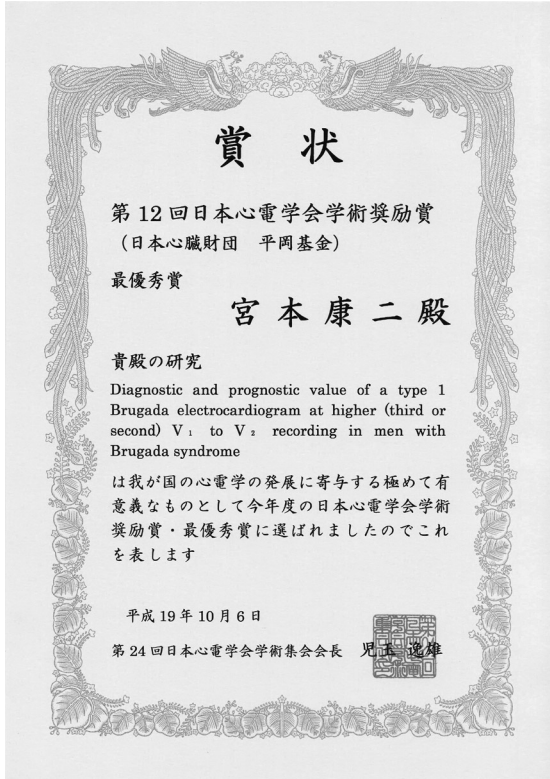 賞 状
第12回日本心電学会学術奨励賞
（日本心臓財団　平岡基金）
最優秀賞
宮本康二殿
貴殿の研究
Diagnostic and prognostic value of a type 1
Brugada electrocardiogram at higher (third or
second) V₁ to V₂ recording in men with
Brugada syndrome
は我が国の心電学の発展に寄与する極めて有
意義なものとして今年度の日本心電学会学術
奨励賞・最優秀賞に選ばれましたのでこれ
を表します
平成19年10月6日
第24回日本心電学会学術集会会長　児玉 逸雄